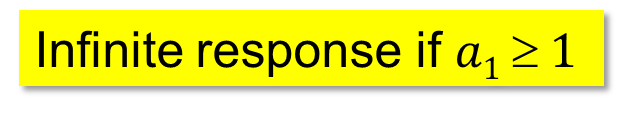 Infinite response if a₁ ≥ 1